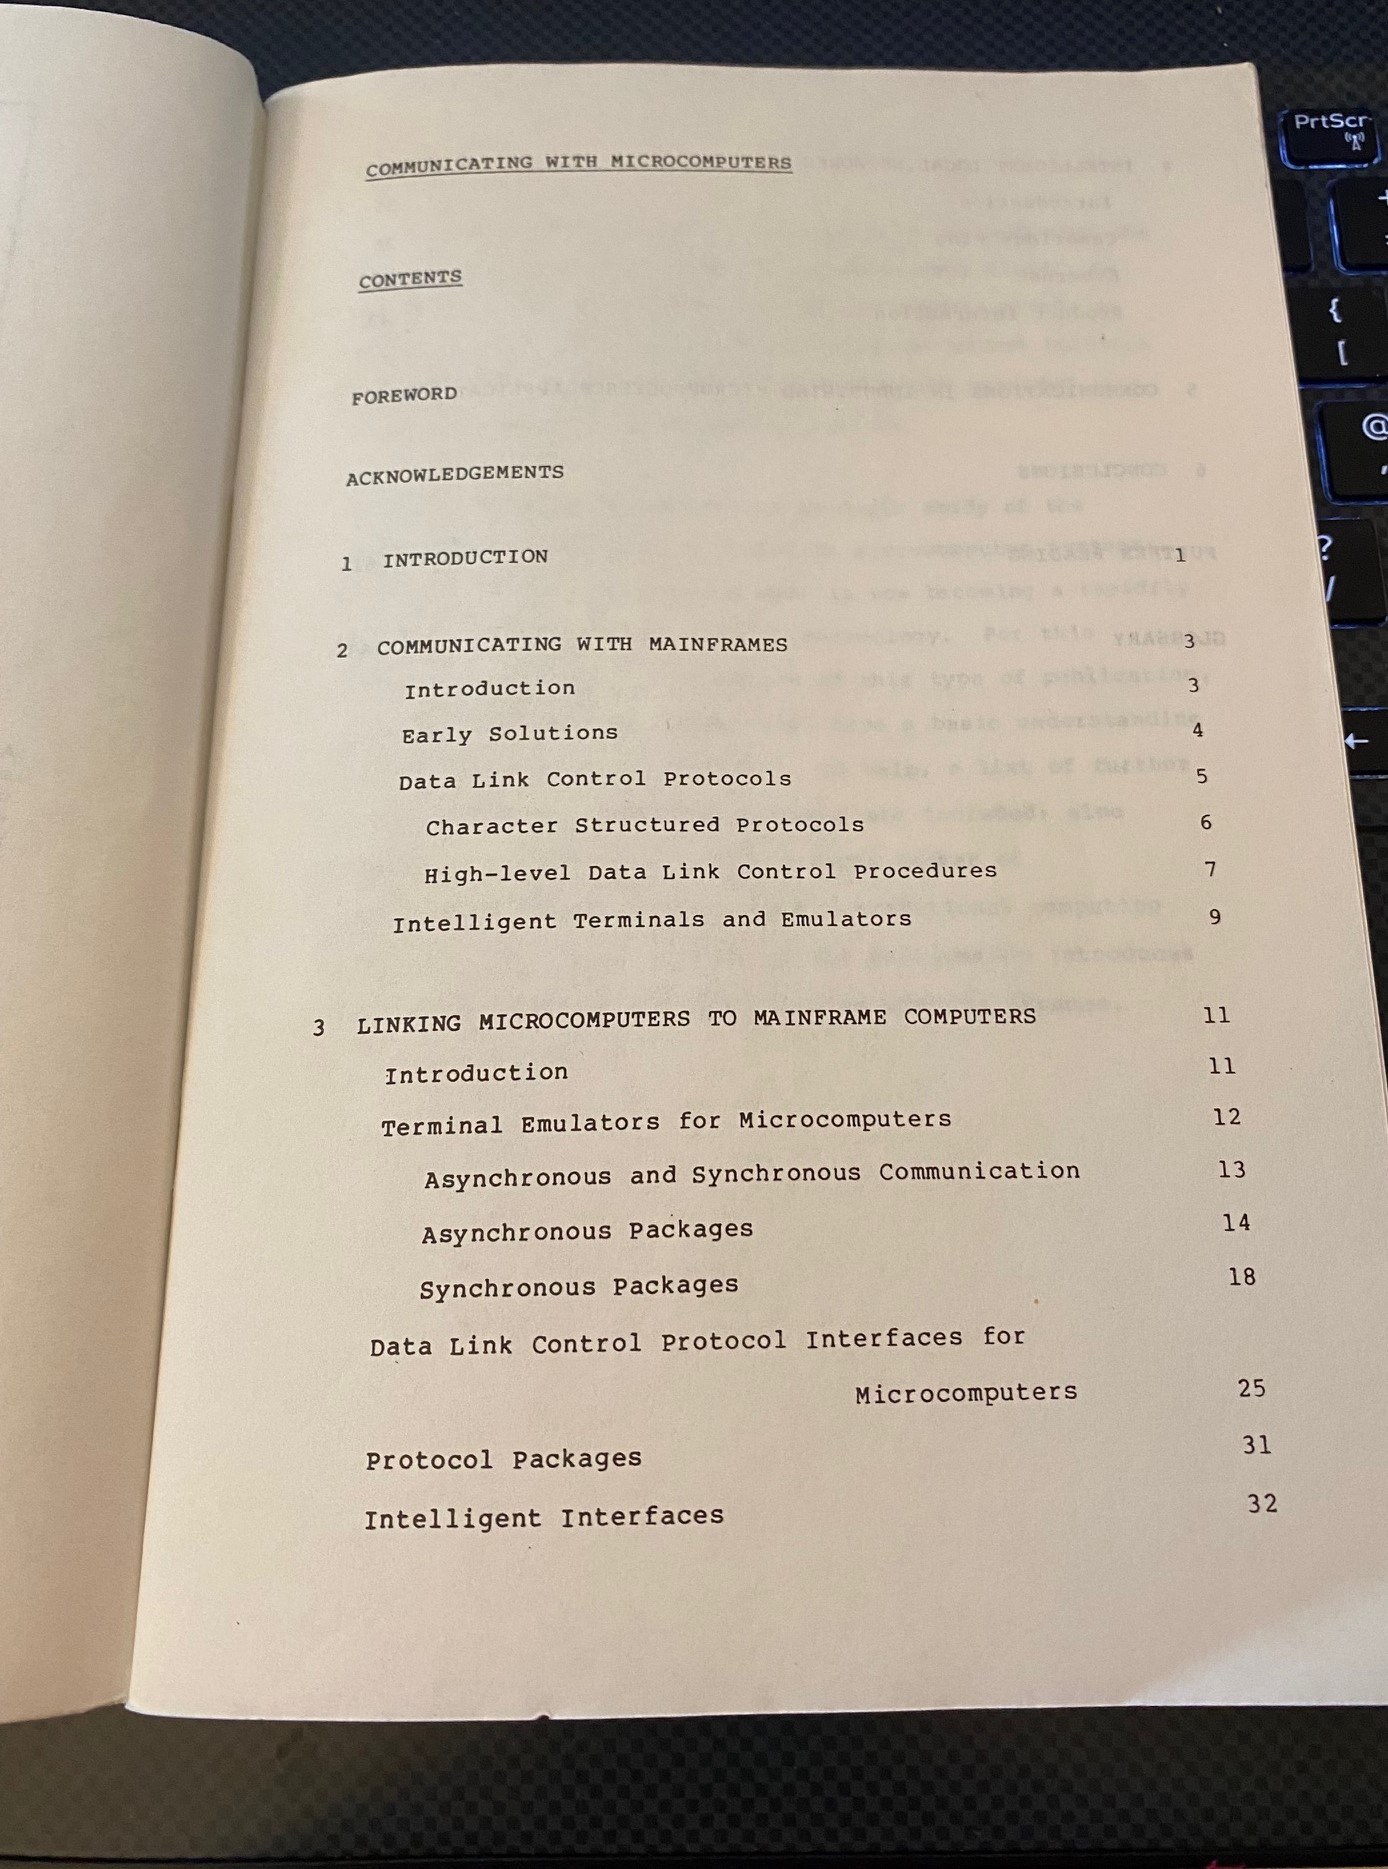 COMMUNICATING WITH MICROCOMPUTERS
CONTENTS
FOREWORD
ACKNOWLEDGEMENTS
1 INTRODUCTION 1
2 COMMUNICATING WITH MAINFRAMES 3
Introduction 3
Early Solutions 4
Data Link Control Protocols 5
Character Structured Protocols 6
High-level Data Link Control Procedures 7
Intelligent Terminals and Emulators 9
3 LINKING MICROCOMPUTERS TO MAINFRAME COMPUTERS 11
Introduction 11
Terminal Emulators for Microcomputers 12
Asynchronous and Synchronous Communication 13
Asynchronous Packages 14
Synchronous Packages 18
Data Link Control Protocol Interfaces for
Microcomputers 25
Protocol Packages 31
Intelligent Interfaces 32
PrtScr
{
[
@
?
/
←